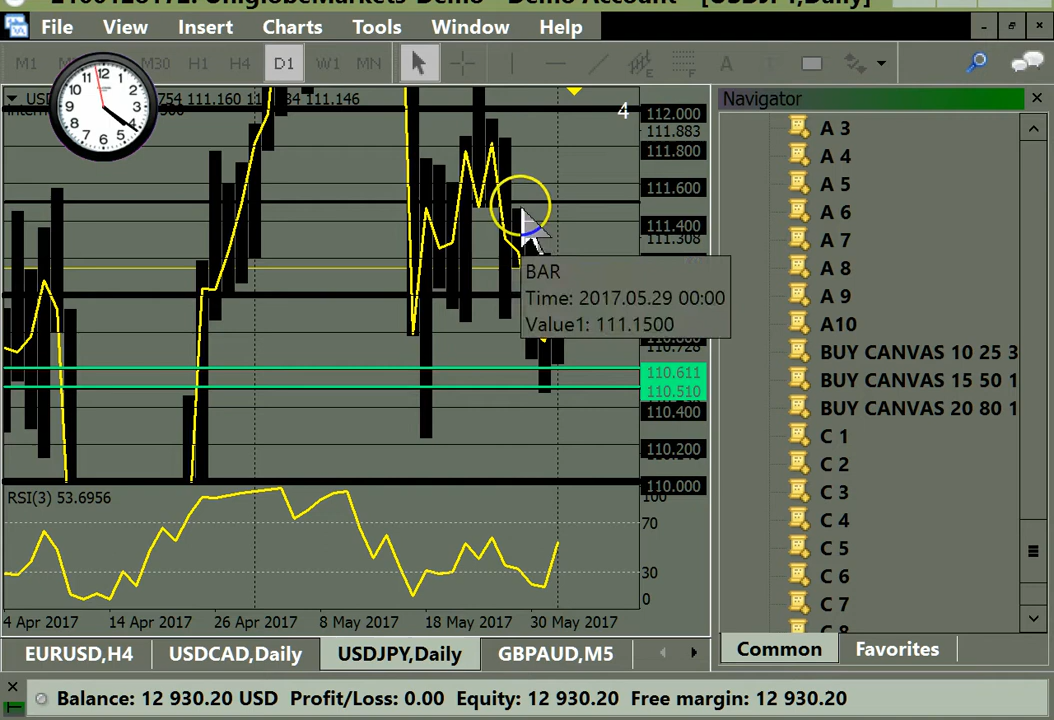 UniglobeMarkets-Demo - Demo Account - [USDJPY,Daily]
File View Insert Charts Tools Window Help
M1 M30 H1 H4 D1 W1 MN
111.160 111.146
4
112.000
111.883
111.800
111.600
111.400
111.308
BAR
Time: 2017.05.29 00:00
Value1: 111.1500
110.611
110.510
110.400
110.200
110.000
RSI(3) 53.6956
100
70
30
0
4 Apr 2017 14 Apr 2017 26 Apr 2017 8 May 2017 18 May 2017 30 May 2017
EURUSD,H4 USDCAD,Daily USDJPY,Daily GBPAUD,M5
Navigator
A 3
A 4
A 5
A 6
A 7
A 8
A 9
A10
BUY CANVAS 10 25 3
BUY CANVAS 15 50 1
BUY CANVAS 20 80 1
C 1
C 2
C 3
C 4
C 5
C 6
C 7
C 8
Common Favorites
Balance: 12 930.20 USD Profit/Loss: 0.00 Equity: 12 930.20 Free margin: 12 930.20